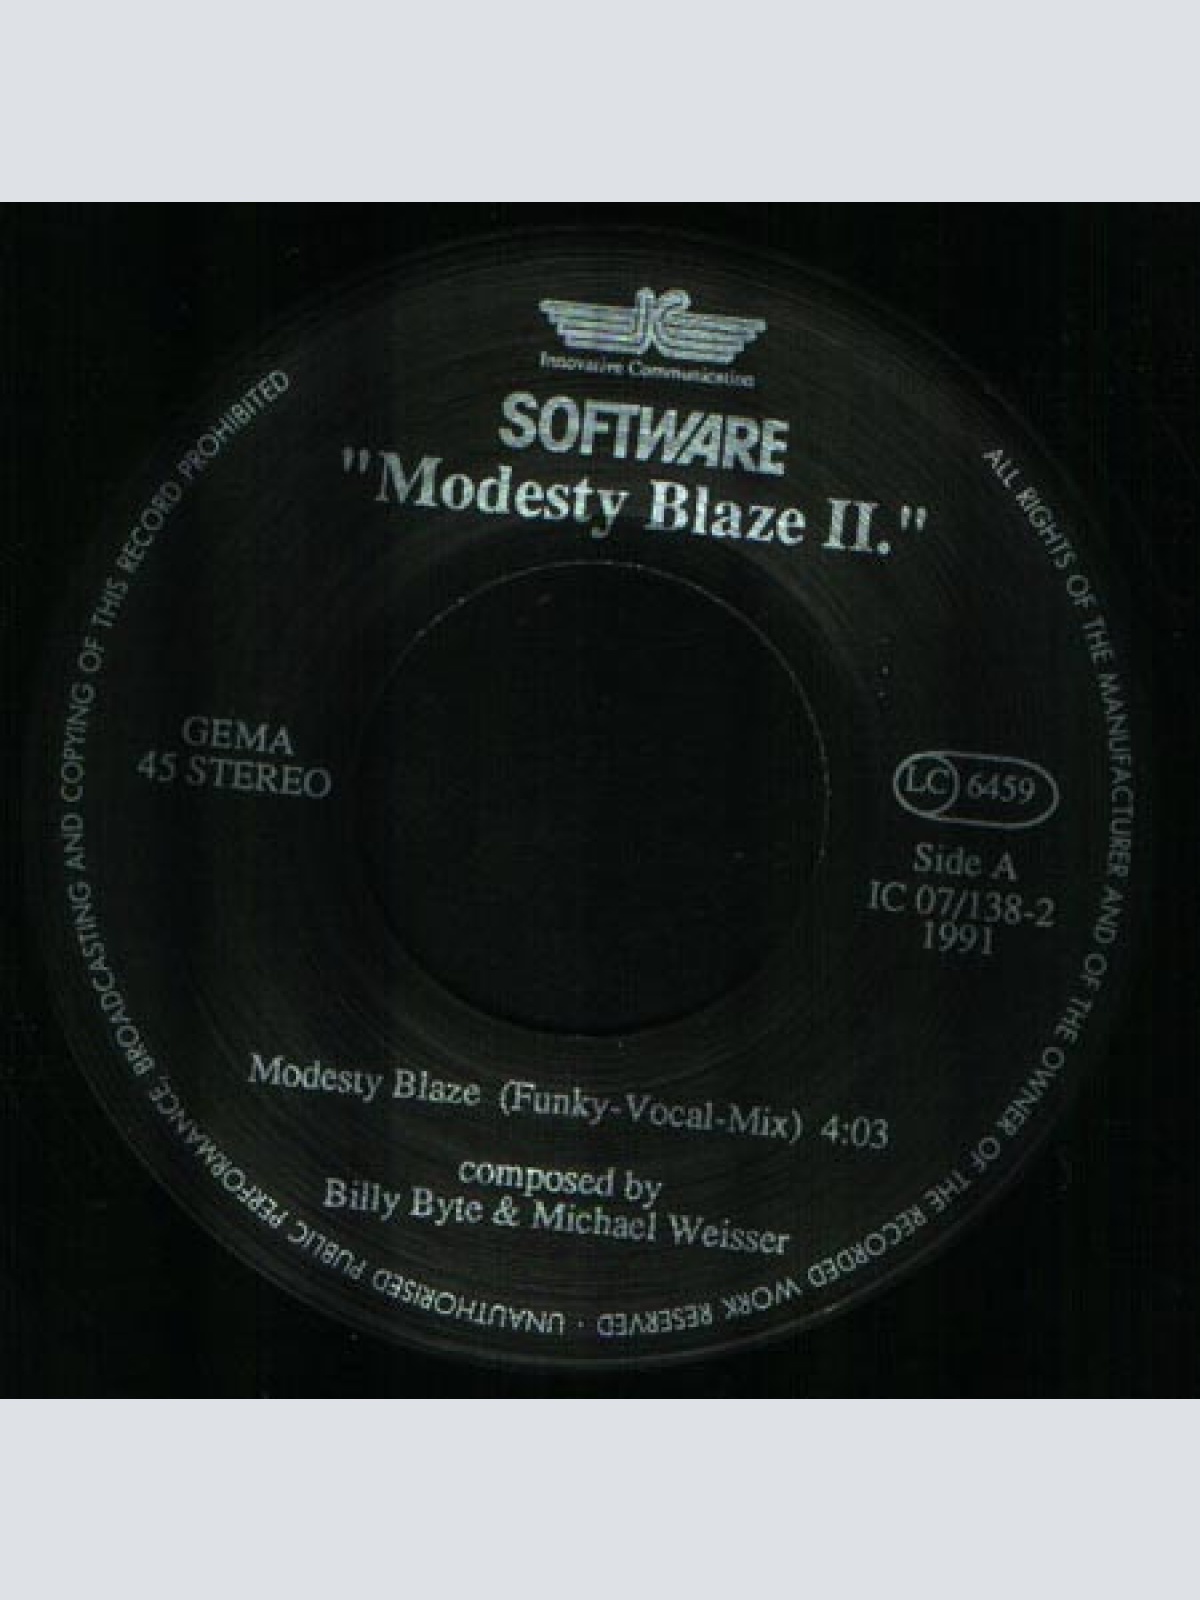 IC
Innovative Communication
SOFTWARE
"Modesty Blaze II."
GEMA
45 STEREO
LC 6459
Side A
IC 07/138-2
1991
Modesty Blaze (Funky-Vocal-Mix) 4:03
composed by
Billy Byte & Michael Weisser
ALL RIGHTS OF THE MANUFACTURER AND OF THE OWNER OF THE RECORDED WORK RESERVED · UNAUTHORISED PUBLIC PERFORMANCE, BROADCASTING AND COPYING OF THIS RECORD PROHIBITED